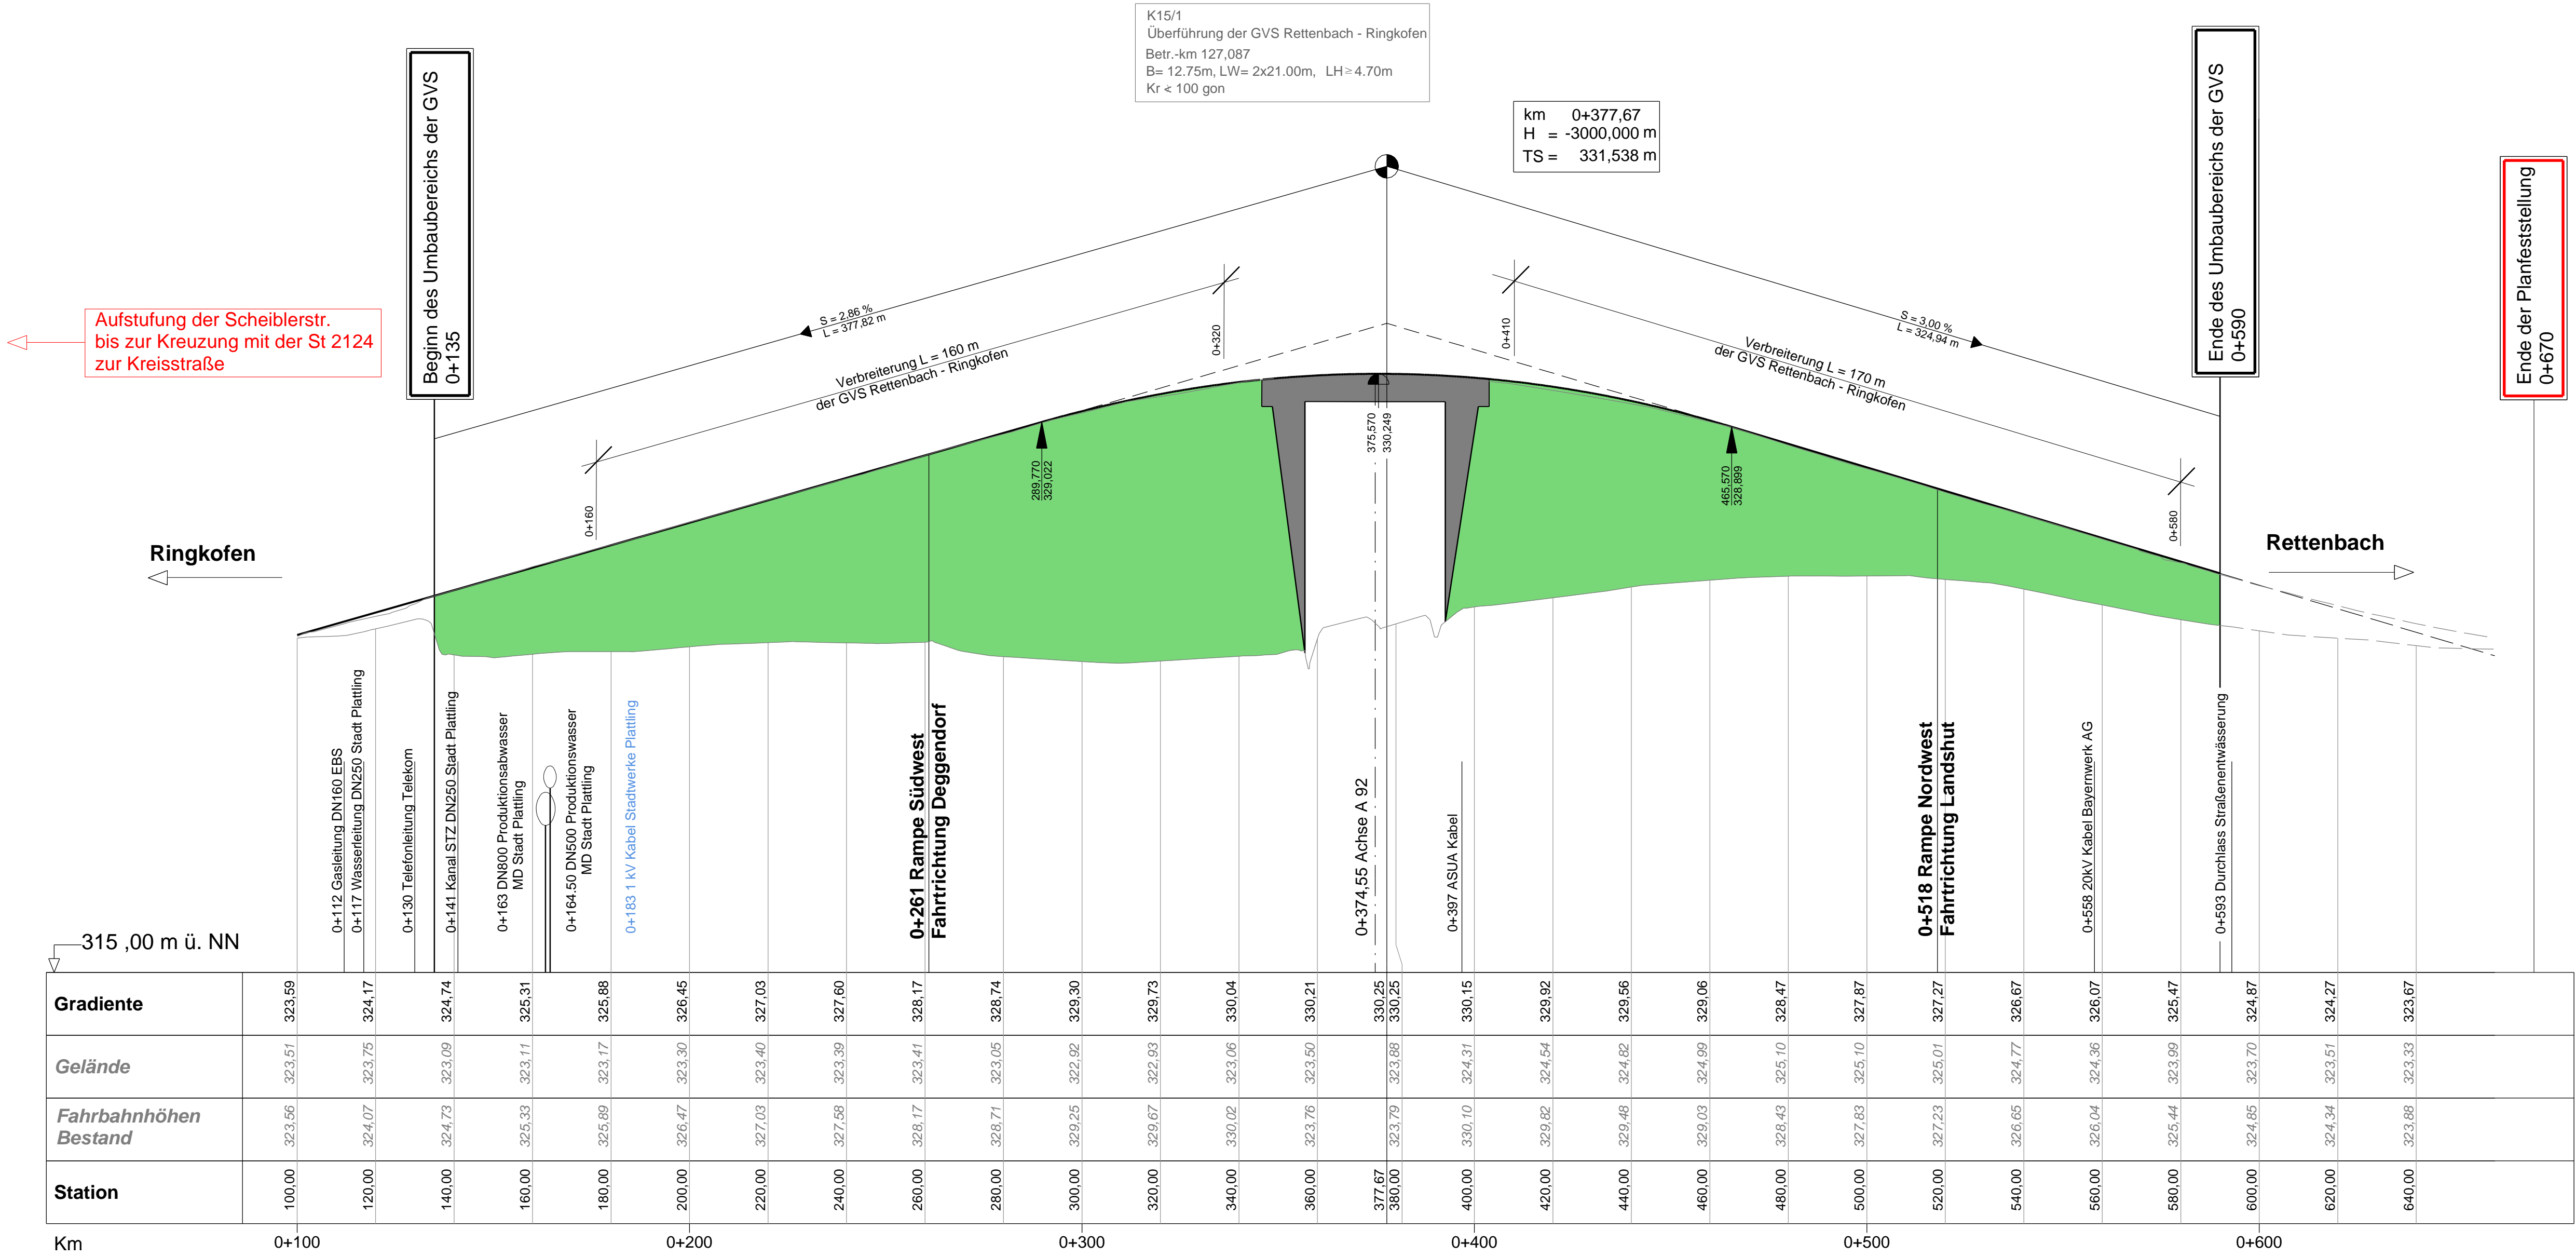 K15/1
Überführung der GVS Rettenbach - Ringkofen
Betr.-km 127,087
B= 12.75m, LW= 2x21.00m, LH≥4.70m
Kr < 100 gon
km 0+377,67
H = -3000,000 m
TS = 331,538 m
Beginn des Umbaubereichs der GVS
0+135
Ende des Umbaubereichs der GVS
0+590
Ende der Planfeststellung
0+670
Aufstufung der Scheiblerstr.
bis zur Kreuzung mit der St 2124
zur Kreisstraße
S = 2,86 %
L = 377,82 m
S = 3,00 %
L = 324,94 m
0+160
Verbreiterung L = 160 m
der GVS Rettenbach - Ringkofen
0+320
0+410
Verbreiterung L = 170 m
der GVS Rettenbach - Ringkofen
0+580
289,770
329,022
375,570
330,249
465,570
328,899
Ringkofen
Rettenbach
0+112 Gasleitung DN160 EBS
0+117 Wasserleitung DN250 Stadt Plattling
0+130 Telefonleitung Telekom
0+141 Kanal STZ DN250 Stadt Plattling
0+163 DN800 Produktionsabwasser
MD Stadt Plattling
0+164.50 DN500 Produktionswasser
MD Stadt Plattling
0+183 1 kV Kabel Stadtwerke Plattling
0+261 Rampe Südwest
Fahrtrichtung Deggendorf
0+374,55 Achse A 92
0+397 ASUA Kabel
0+518 Rampe Nordwest
Fahrtrichtung Landshut
0+558 20kV Kabel Bayernwerk AG
0+593 Durchlass Straßenentwässerung
315 ,00 m ü. NN
Gradiente 323,59 324,17 324,74 325,31 325,88 326,45 327,03 327,60 328,17 328,74 329,30 329,73 330,04 330,21 330,25 330,25 330,15 329,92 329,56 329,06 328,47 327,87 327,27 326,67 326,07 325,47 324,87 324,27 323,67
Gelände 323,51 323,75 323,09 323,11 323,17 323,30 323,40 323,39 323,41 323,05 322,92 322,93 323,06 323,50 323,88 324,31 324,54 324,82 324,99 325,10 325,10 325,01 324,77 324,36 323,99 323,70 323,51 323,33
Fahrbahnhöhen
Bestand 323,56 324,07 324,73 325,33 325,89 326,47 327,03 327,58 328,17 328,71 329,25 329,67 330,02 323,76 323,79 330,10 329,82 329,48 329,03 328,43 327,83 327,23 326,65 326,04 325,44 324,85 324,34 323,88
Station 100,00 120,00 140,00 160,00 180,00 200,00 220,00 240,00 260,00 280,00 300,00 320,00 340,00 360,00 377,67 380,00 400,00 420,00 440,00 460,00 480,00 500,00 520,00 540,00 560,00 580,00 600,00 620,00 640,00
Km 0+100 0+200 0+300 0+400 0+500 0+600